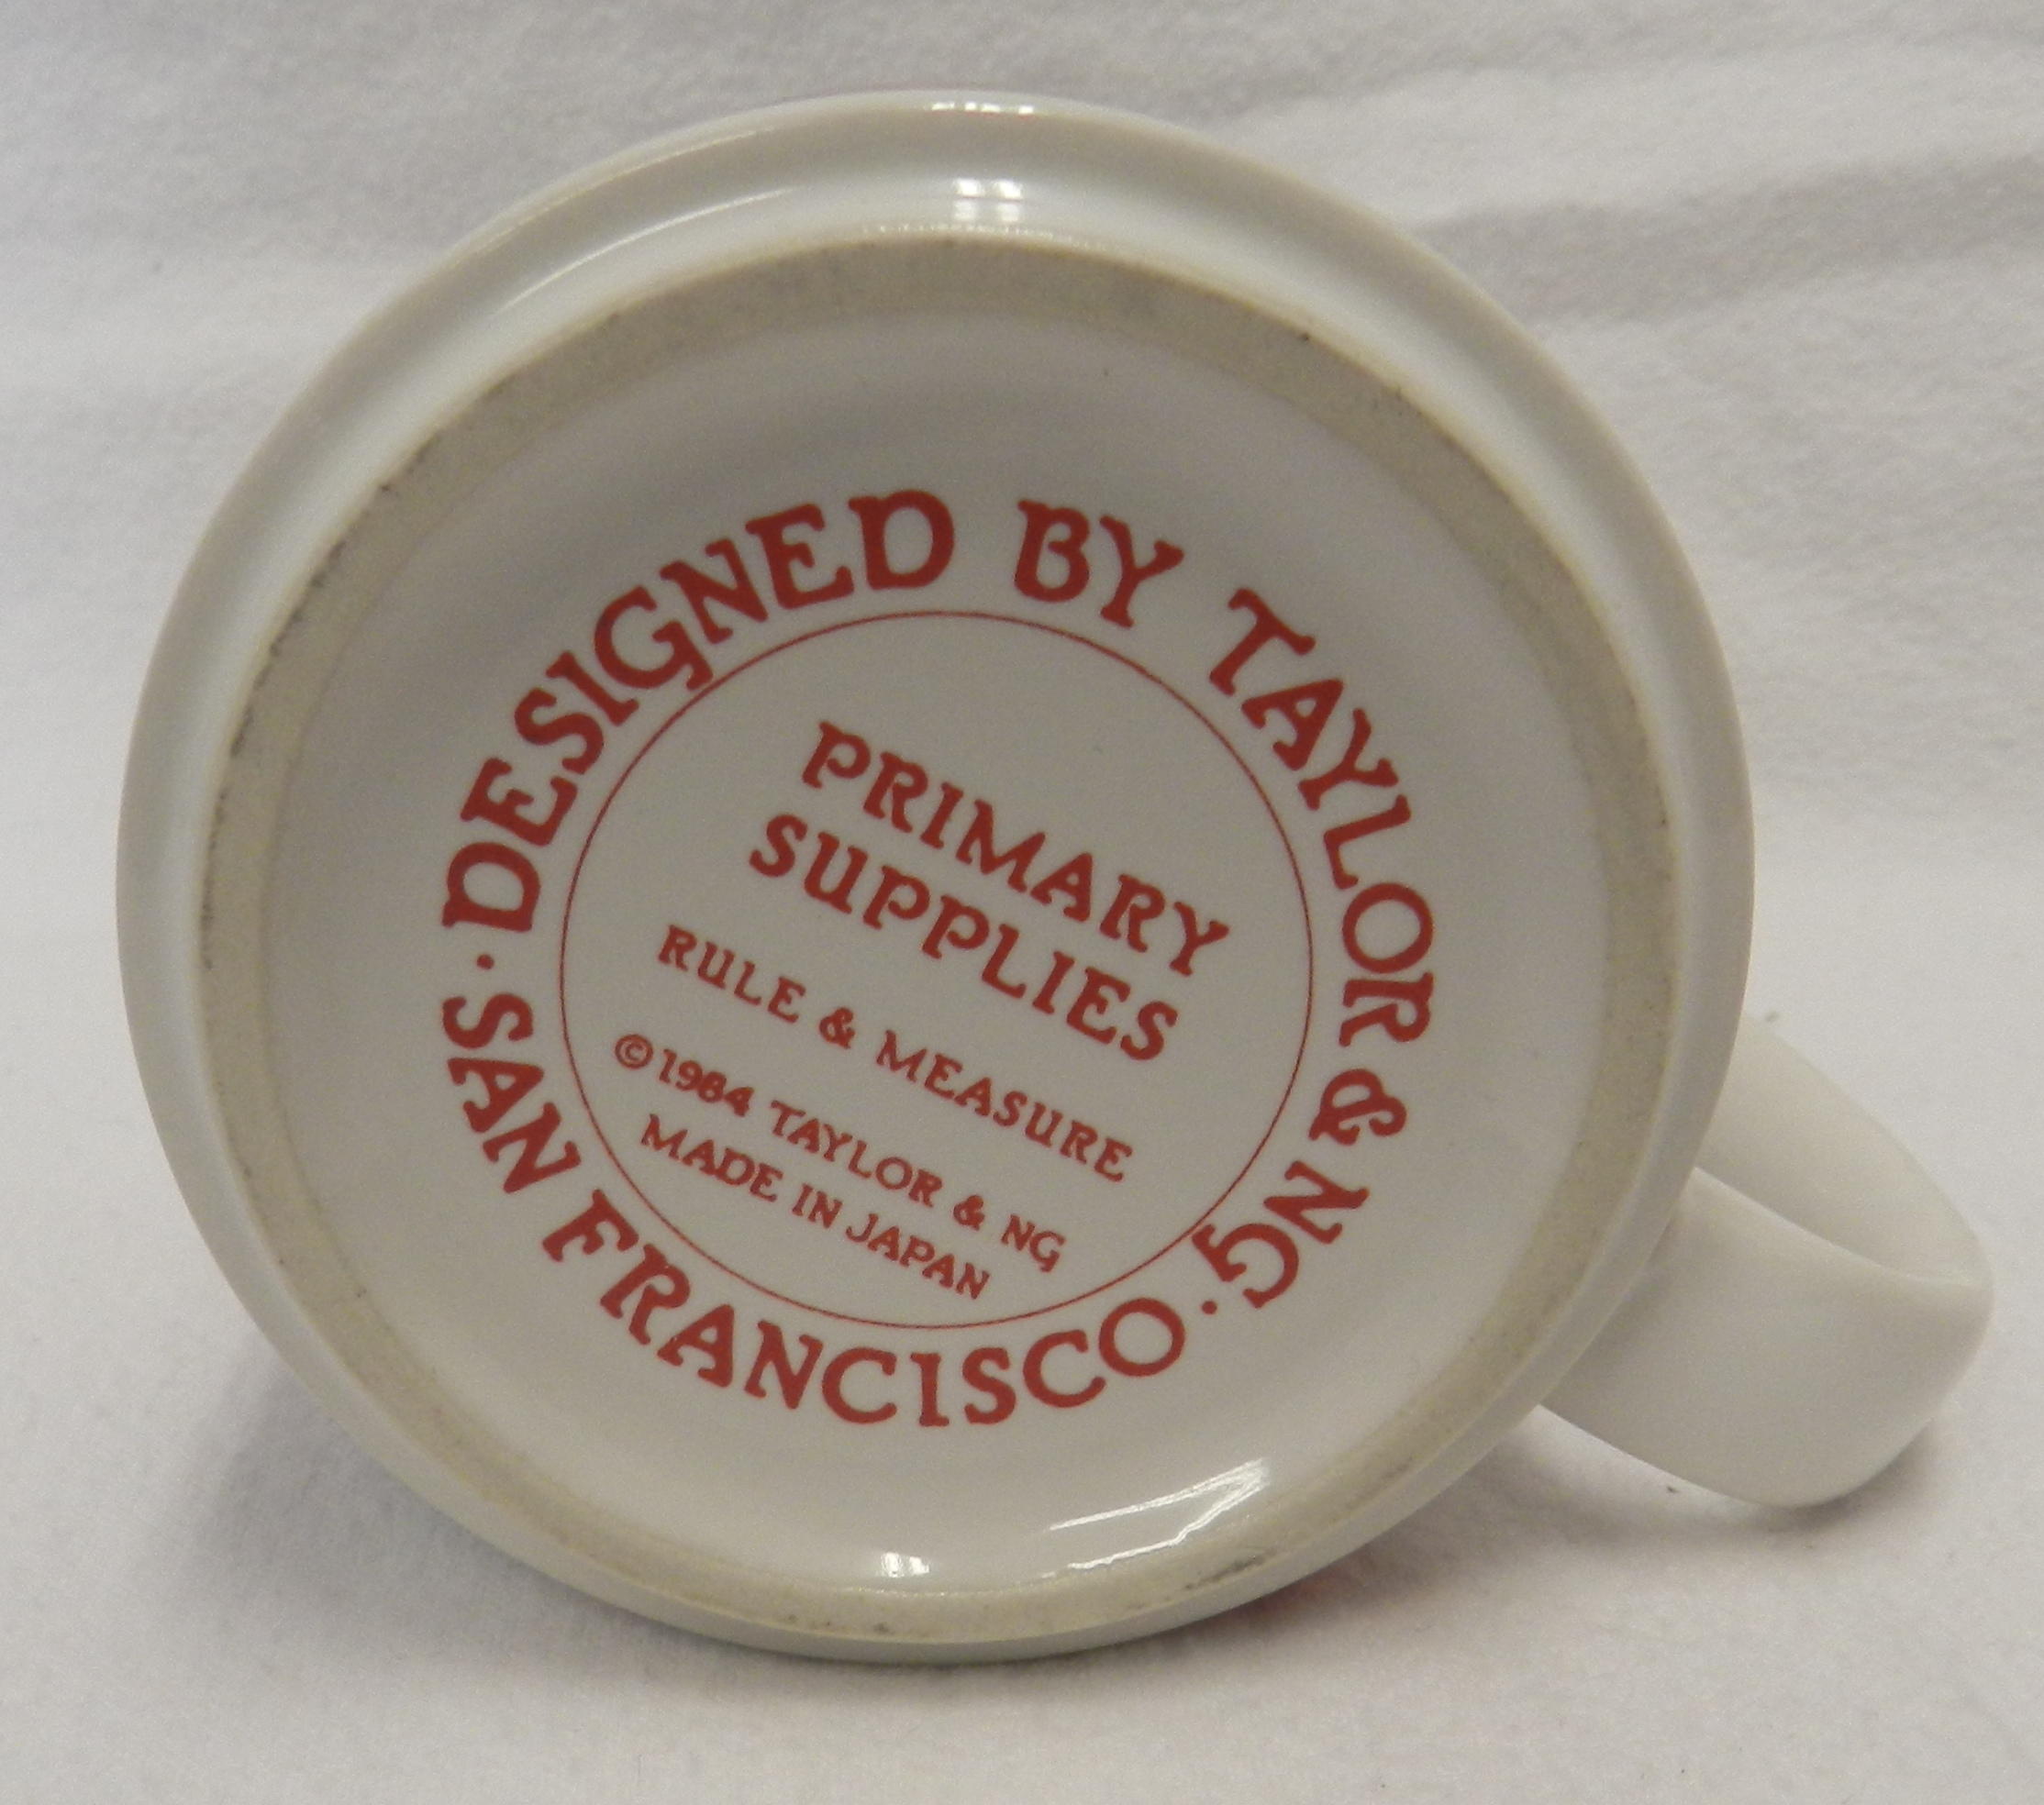 DESIGNED BY TAYLOR & NG
· SAN FRANCISCO ·
PRIMARY
SUPPLIES
RULE & MEASURE
© 1984 TAYLOR & NG
MADE IN JAPAN